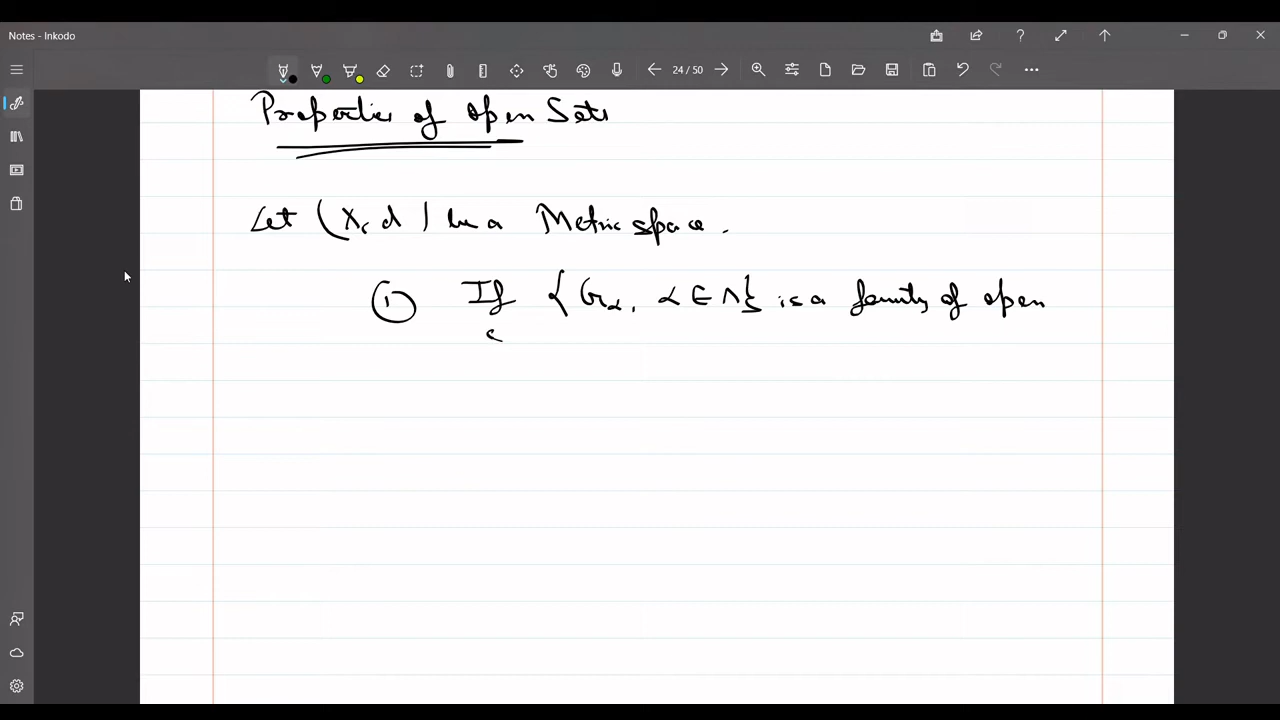 Notes - Inkodo
24 / 50
Properties of open Sets
Let (X, d) be a Metric space.
① If {Gα, α ∈ Λ} is a family of open